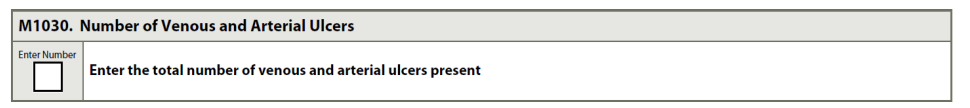 M1030. Number of Venous and Arterial Ulcers
Enter Number
Enter the total number of venous and arterial ulcers present